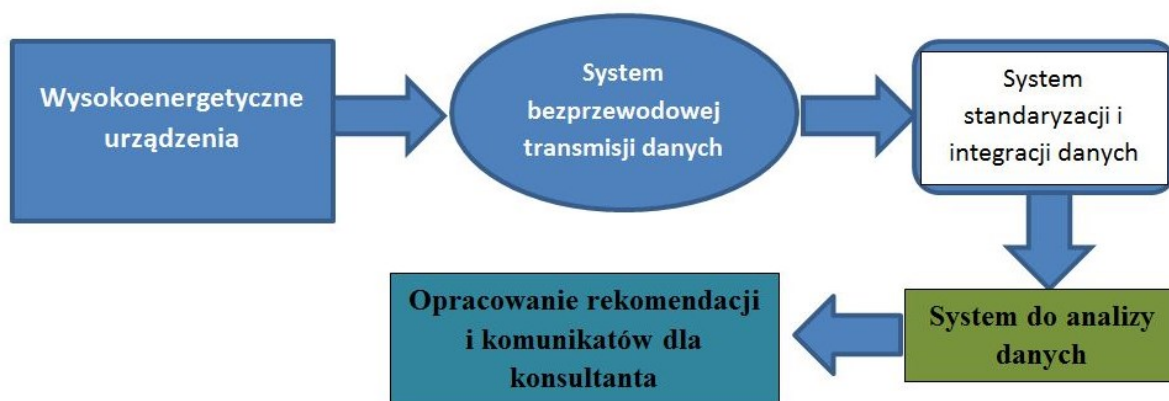 Wysokoenergetyczne
urządzenia
System
bezprzewodowej
transmisji danych
System
standaryzacji i
integracji danych
System do analizy
danych
Opracowanie rekomendacji
i komunikatów dla
konsultanta